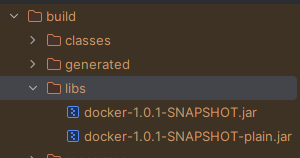 build
classes
generated
libs
docker-1.0.1-SNAPSHOT.jar
docker-1.0.1-SNAPSHOT-plain.jar